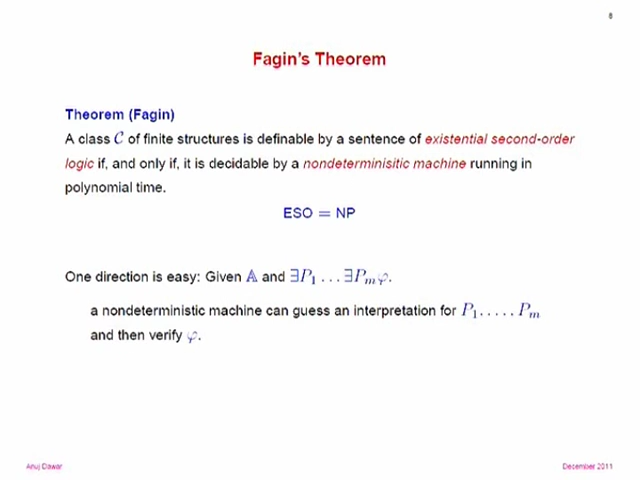 8
Fagin's Theorem
Theorem (Fagin)
A class C of finite structures is definable by a sentence of existential second-order
logic if, and only if, it is decidable by a nondeterminisitic machine running in
polynomial time.
ESO = NP
One direction is easy: Given 𝔸 and ∃P₁ . . . ∃Pₘφ.
a nondeterministic machine can guess an interpretation for P₁. . . . . Pₘ
and then verify φ.
Anuj Dawar
December 2011